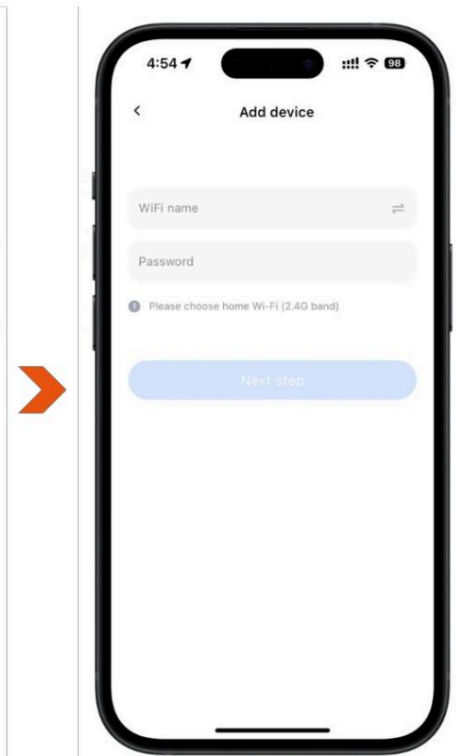 4:54
98
Add device
WiFi name
Password
Please choose home Wi-Fi (2.4G band)
Next step